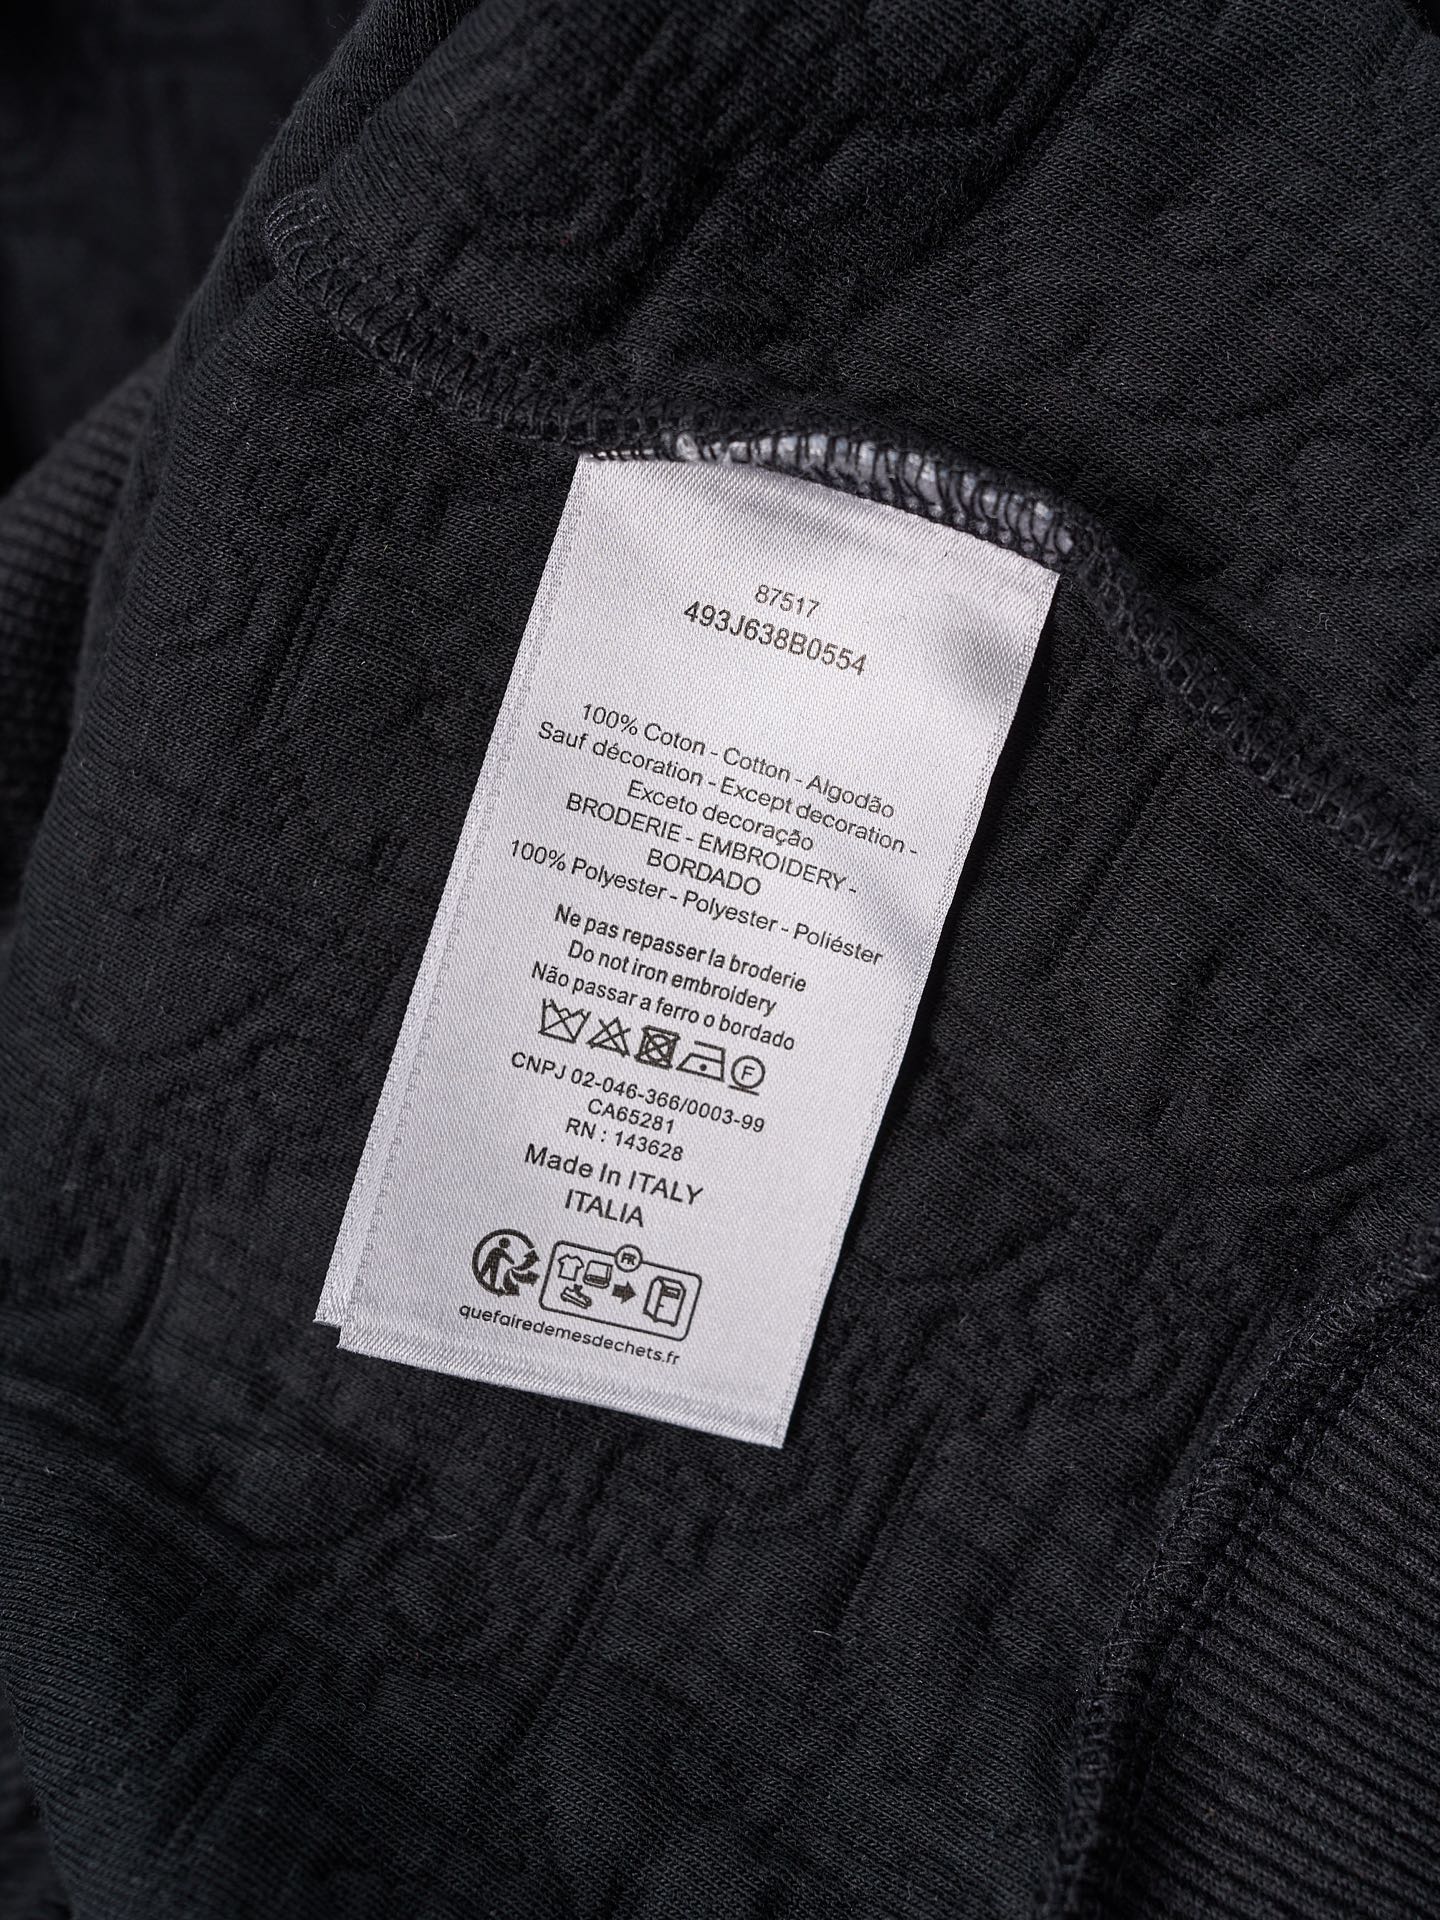 87517
493J638B0554
100% Coton - Cotton - Algodão
Sauf décoration - Except decoration -
Exceto decoração
BRODERIE - EMBROIDERY -
BORDADO
100% Polyester - Polyester - Poliéster
Ne pas repasser la broderie
Do not iron embroidery
Não passar a ferro o bordado
F
CNPJ 02-046-366/0003-99
CA65281
RN : 143628
Made In ITALY
ITALIA
FR
quefairedemesdechets.fr